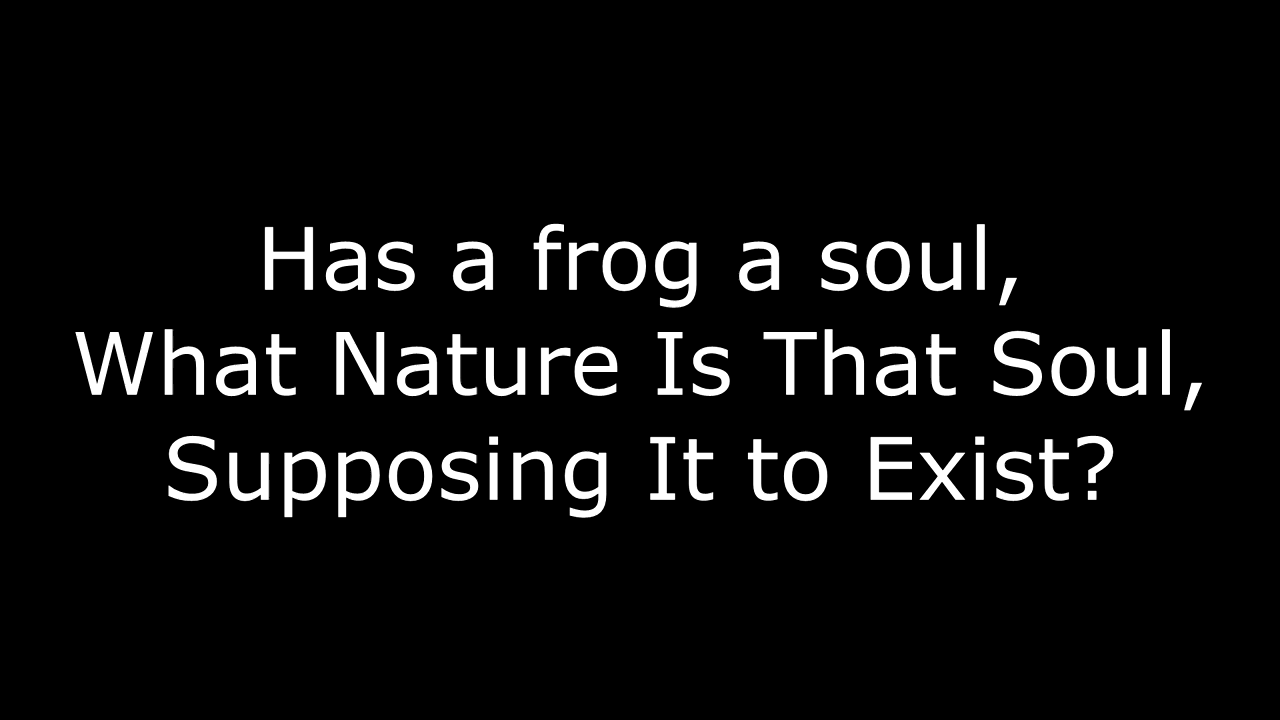 Has a frog a soul,
What Nature Is That Soul,
Supposing It to Exist?